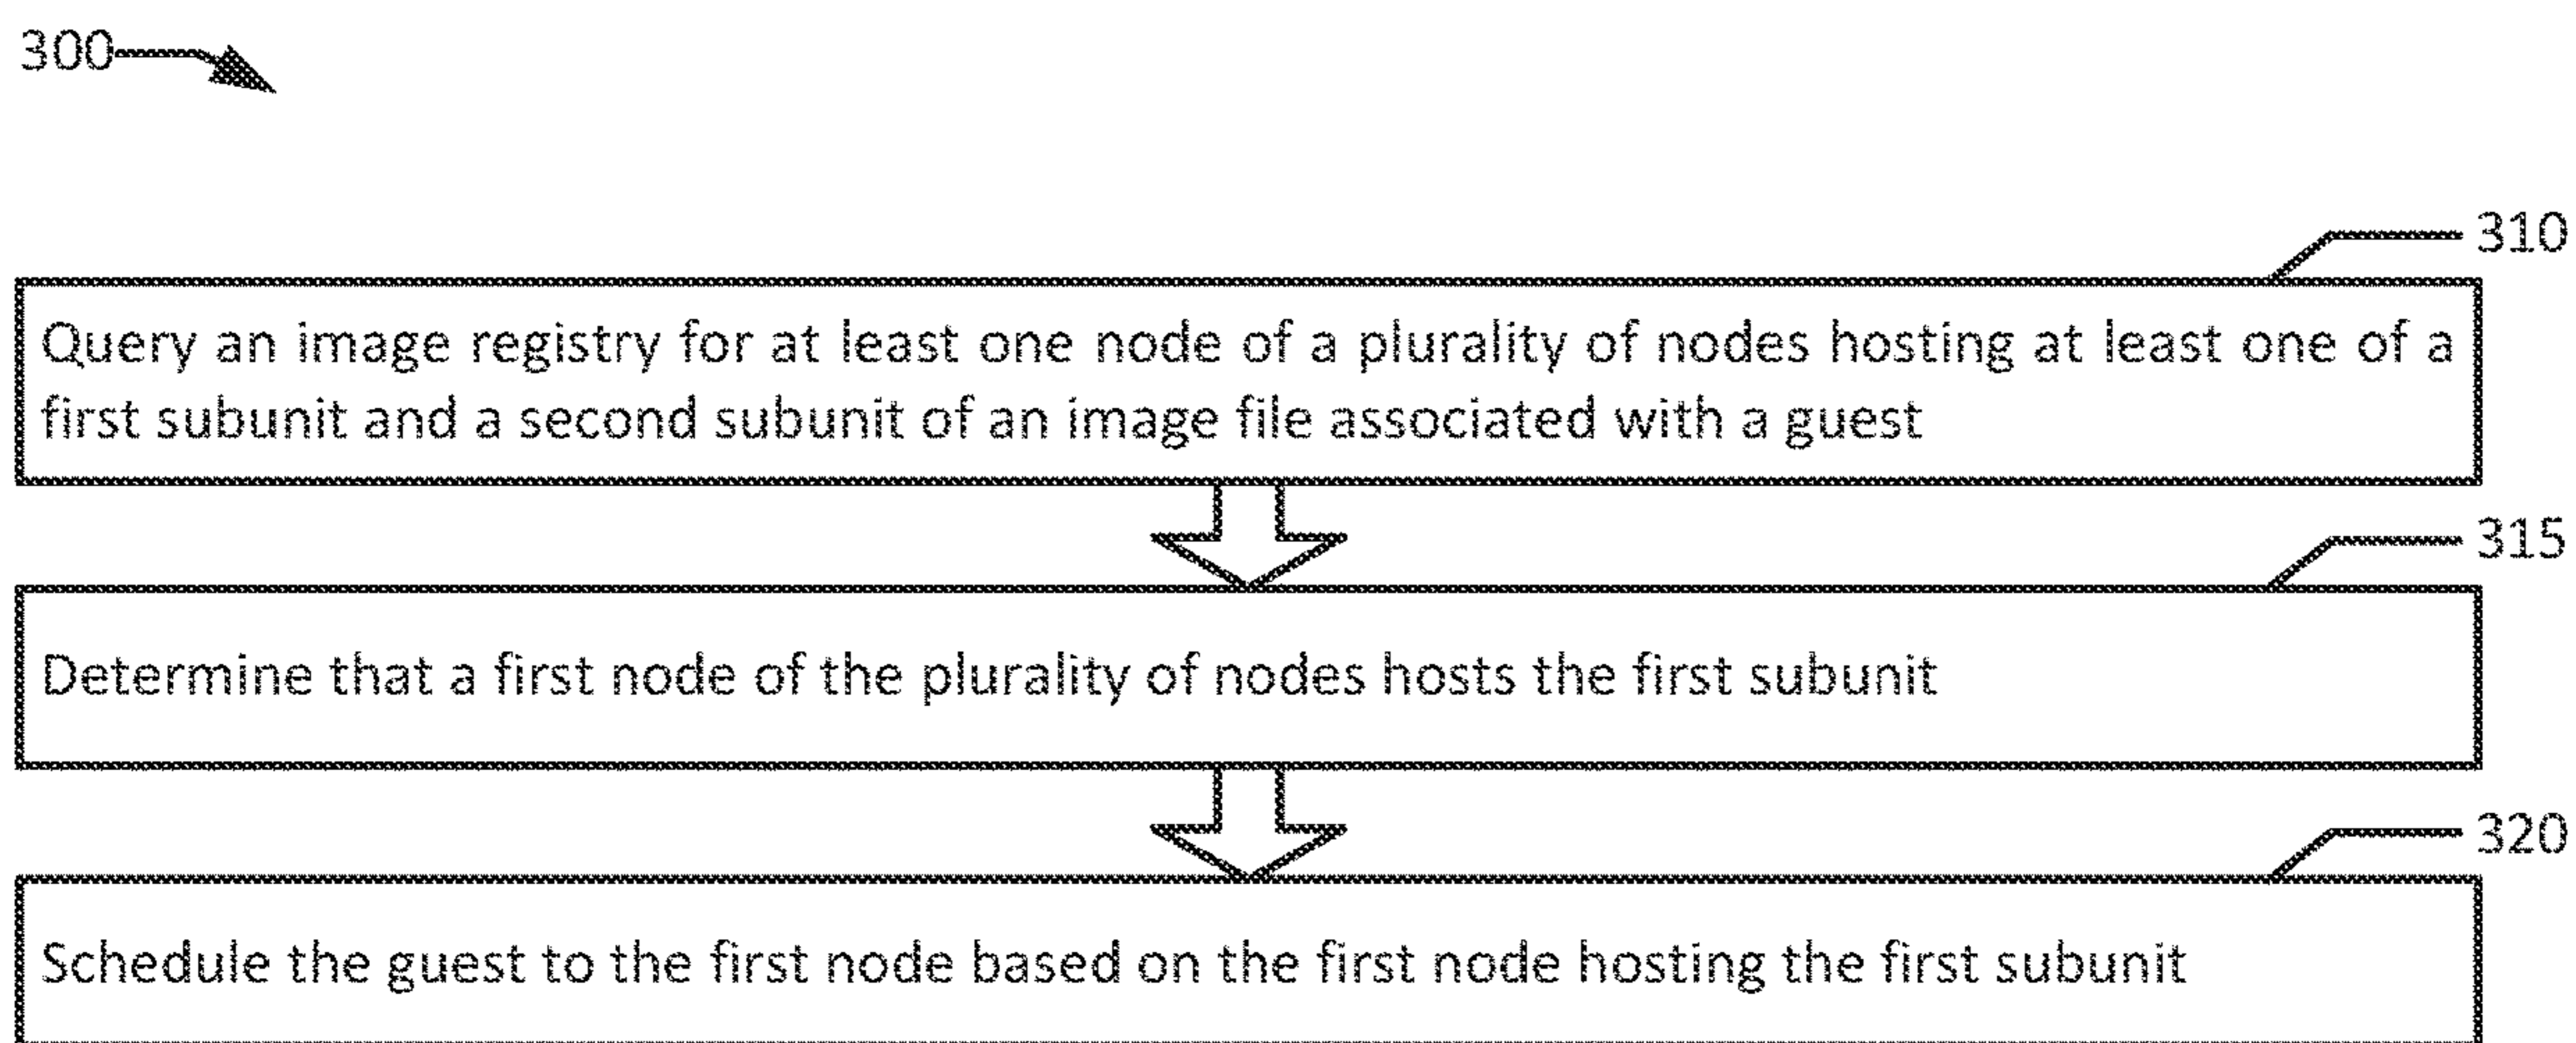 300
310
Query an image registry for at least one node of a plurality of nodes hosting at least one of a
first subunit and a second subunit of an image file associated with a guest
315
Determine that a first node of the plurality of nodes hosts the first subunit
320
Schedule the guest to the first node based on the first node hosting the first subunit